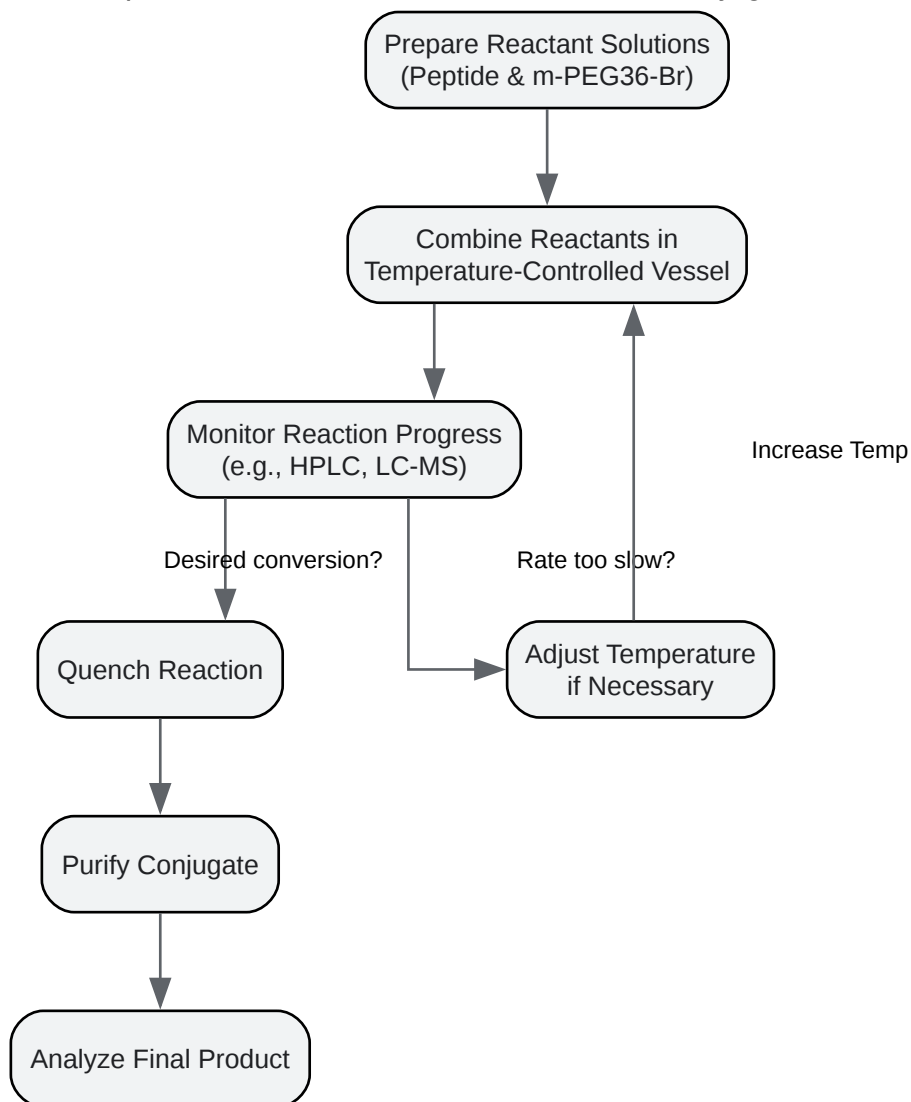 Prepare Reactant Solutions
(Peptide & m-PEG36-Br)
Combine Reactants in
Temperature-Controlled Vessel
Monitor Reaction Progress
(e.g., HPLC, LC-MS)
Increase Temp
Desired conversion?
Rate too slow?
Quench Reaction
Adjust Temperature
if Necessary
Purify Conjugate
Analyze Final Product